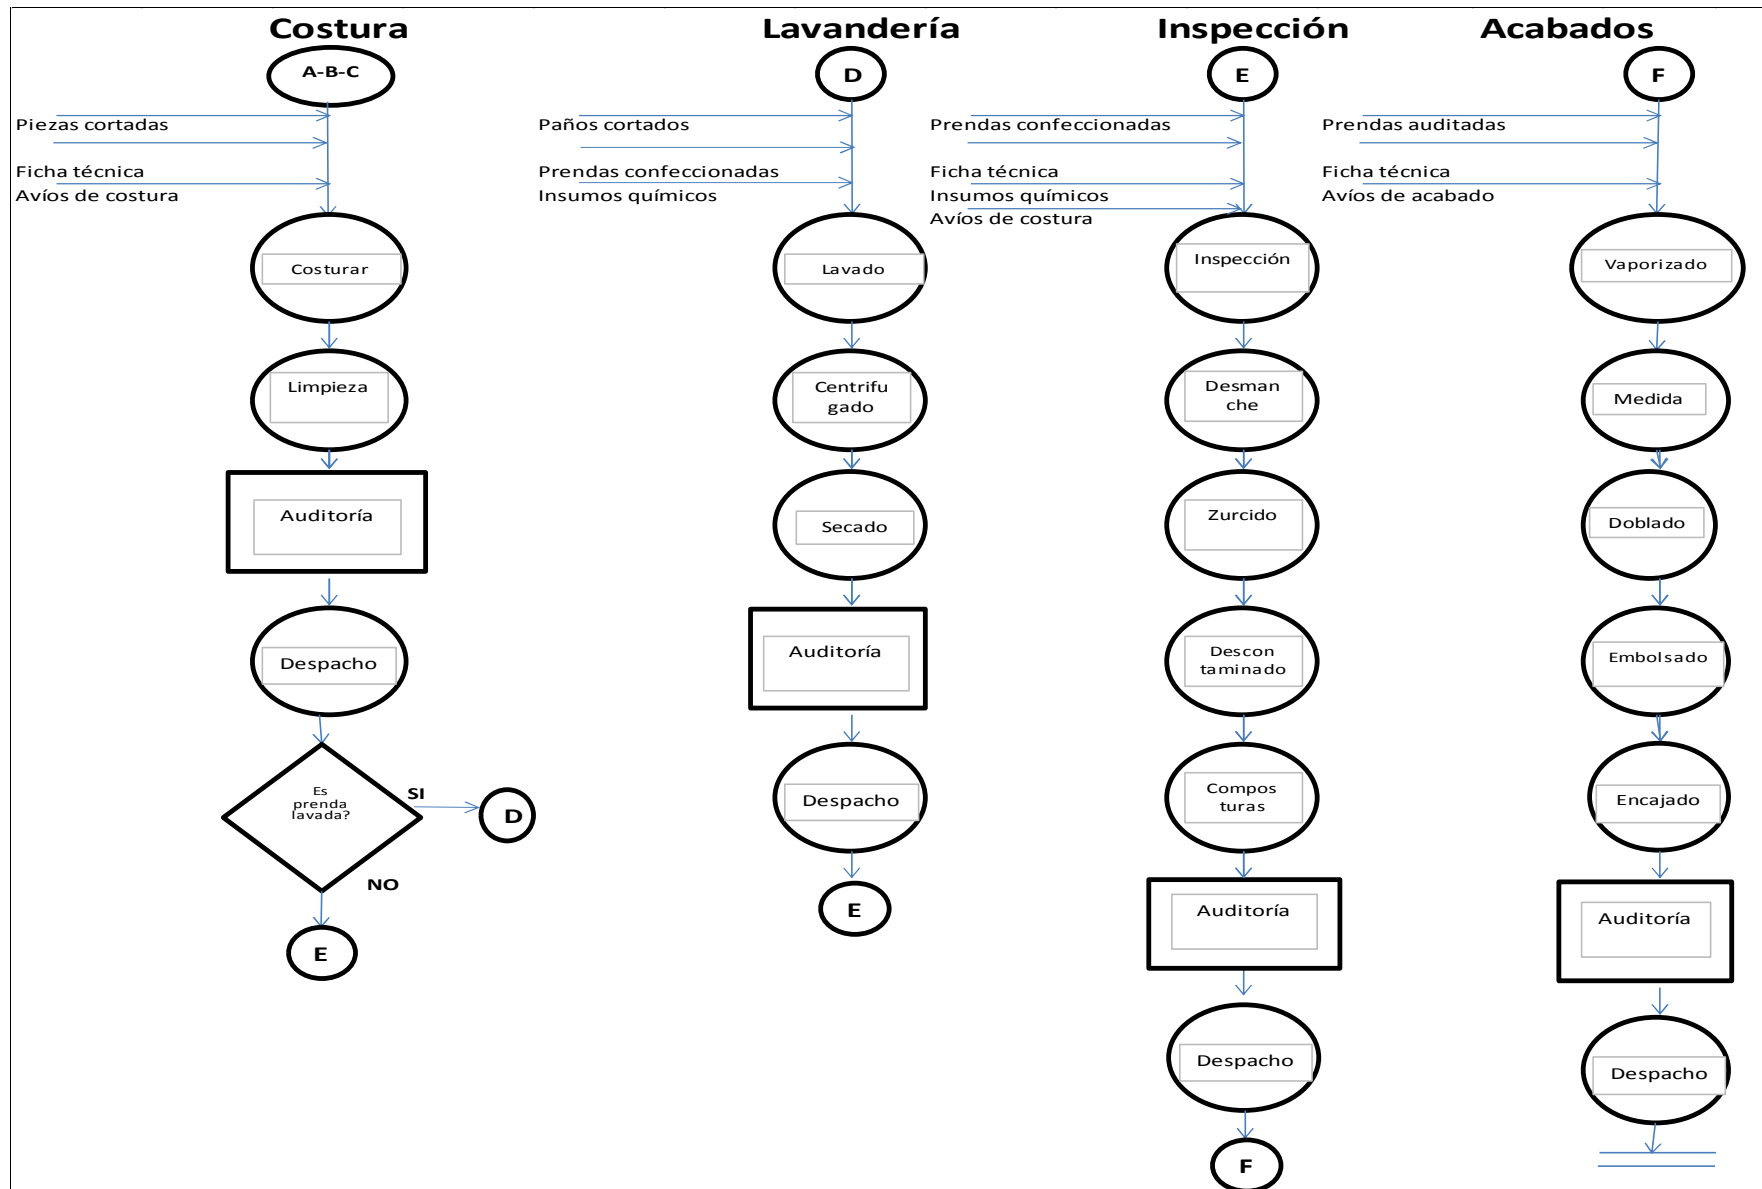 Costura
A-B-C
Piezas cortadas
Ficha técnica
Avíos de costura
Costurar
Limpieza
Auditoría
Despacho
Es
prenda
lavada?
SI
D
NO
E
Lavandería
D
Paños cortados
Prendas confeccionadas
Insumos químicos
Lavado
Centrifu
gado
Secado
Auditoría
Despacho
E
Inspección
E
Prendas confeccionadas
Ficha técnica
Insumos químicos
Avíos de costura
Inspección
Desman
che
Zurcido
Descon
taminado
Compos
turas
Auditoría
Despacho
F
Acabados
F
Prendas auditadas
Ficha técnica
Avíos de acabado
Vaporizado
Medida
Doblado
Embolsado
Encajado
Auditoría
Despacho